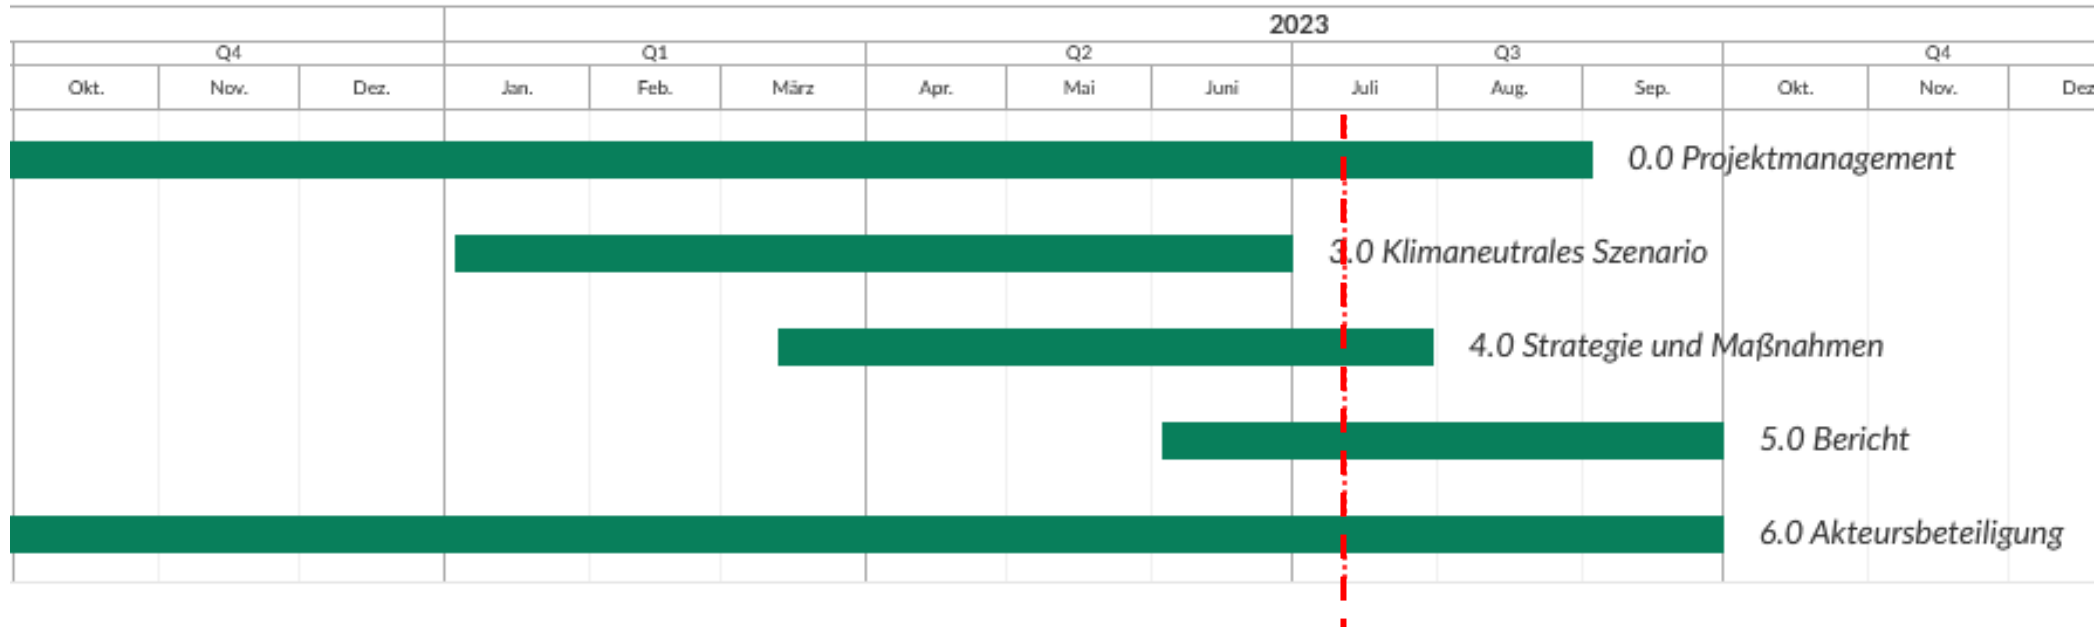 2023
Q4 Q1 Q2 Q3 Q4
Okt. Nov. Dez. Jan. Feb. März Apr. Mai Juni Juli Aug. Sep. Okt. Nov. Dez
0.0 Projektmanagement
3.0 Klimaneutrales Szenario
4.0 Strategie und Maßnahmen
5.0 Bericht
6.0 Akteursbeteiligung